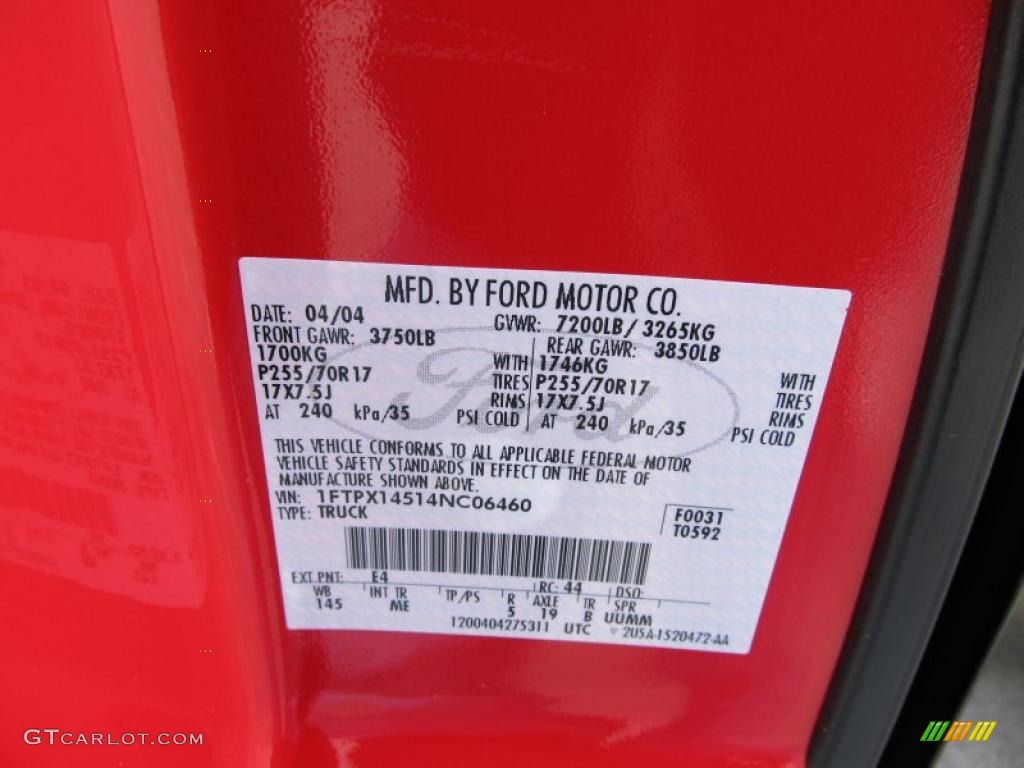 MFD. BY FORD MOTOR CO.
DATE: 04/04 GVWR: 7200LB/ 3265KG
FRONT GAWR: 3750LB REAR GAWR: 3850LB
1700KG WITH 1746KG WITH
P255/70R17 TIRES P255/70R17 TIRES
17X7.5J RIMS 17X7.5J RIMS
AT 240 kPa/35 PSI COLD AT 240 kPa/35 PSI COLD
Ford
THIS VEHICLE CONFORMS TO ALL APPLICABLE FEDERAL MOTOR
VEHICLE SAFETY STANDARDS IN EFFECT ON THE DATE OF
MANUFACTURE SHOWN ABOVE.
VIN: 1FTPX14514NC06460
TYPE: TRUCK
F0031
T0592
EXT PNT: E4 RC: 44 DSO:
WB INT TR TP/PS R AXLE TR SPR
145 ME 5 19 B UUMM
1200404275311 UTC 2U5A-1520472-AA
GTCARLOT.COM